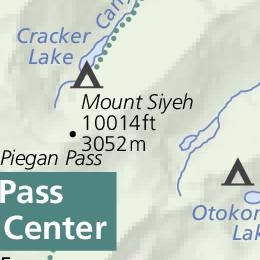 Cracker
Lake
Mount Siyeh
10014ft
3052m
Piegan Pass
Pass
Center